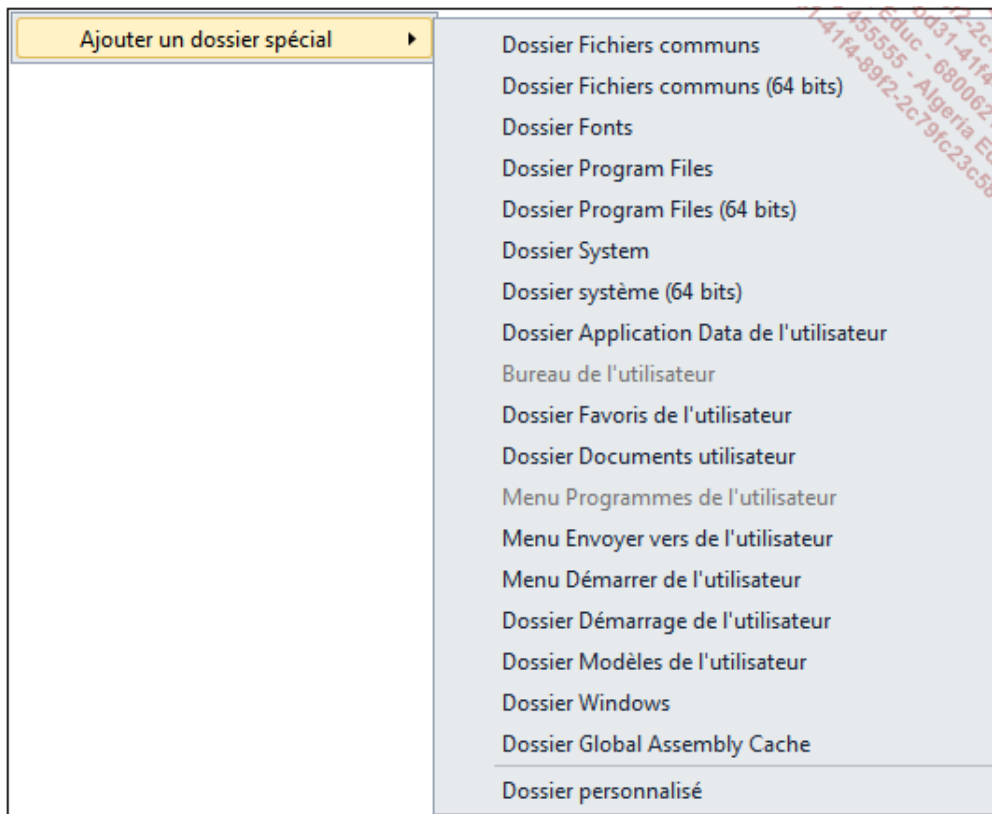 Ajouter un dossier spécial
Dossier Fichiers communs
Dossier Fichiers communs (64 bits)
Dossier Fonts
Dossier Program Files
Dossier Program Files (64 bits)
Dossier System
Dossier système (64 bits)
Dossier Application Data de l'utilisateur
Bureau de l'utilisateur
Dossier Favoris de l'utilisateur
Dossier Documents utilisateur
Menu Programmes de l'utilisateur
Menu Envoyer vers de l'utilisateur
Menu Démarrer de l'utilisateur
Dossier Démarrage de l'utilisateur
Dossier Modèles de l'utilisateur
Dossier Windows
Dossier Global Assembly Cache
Dossier personnalisé